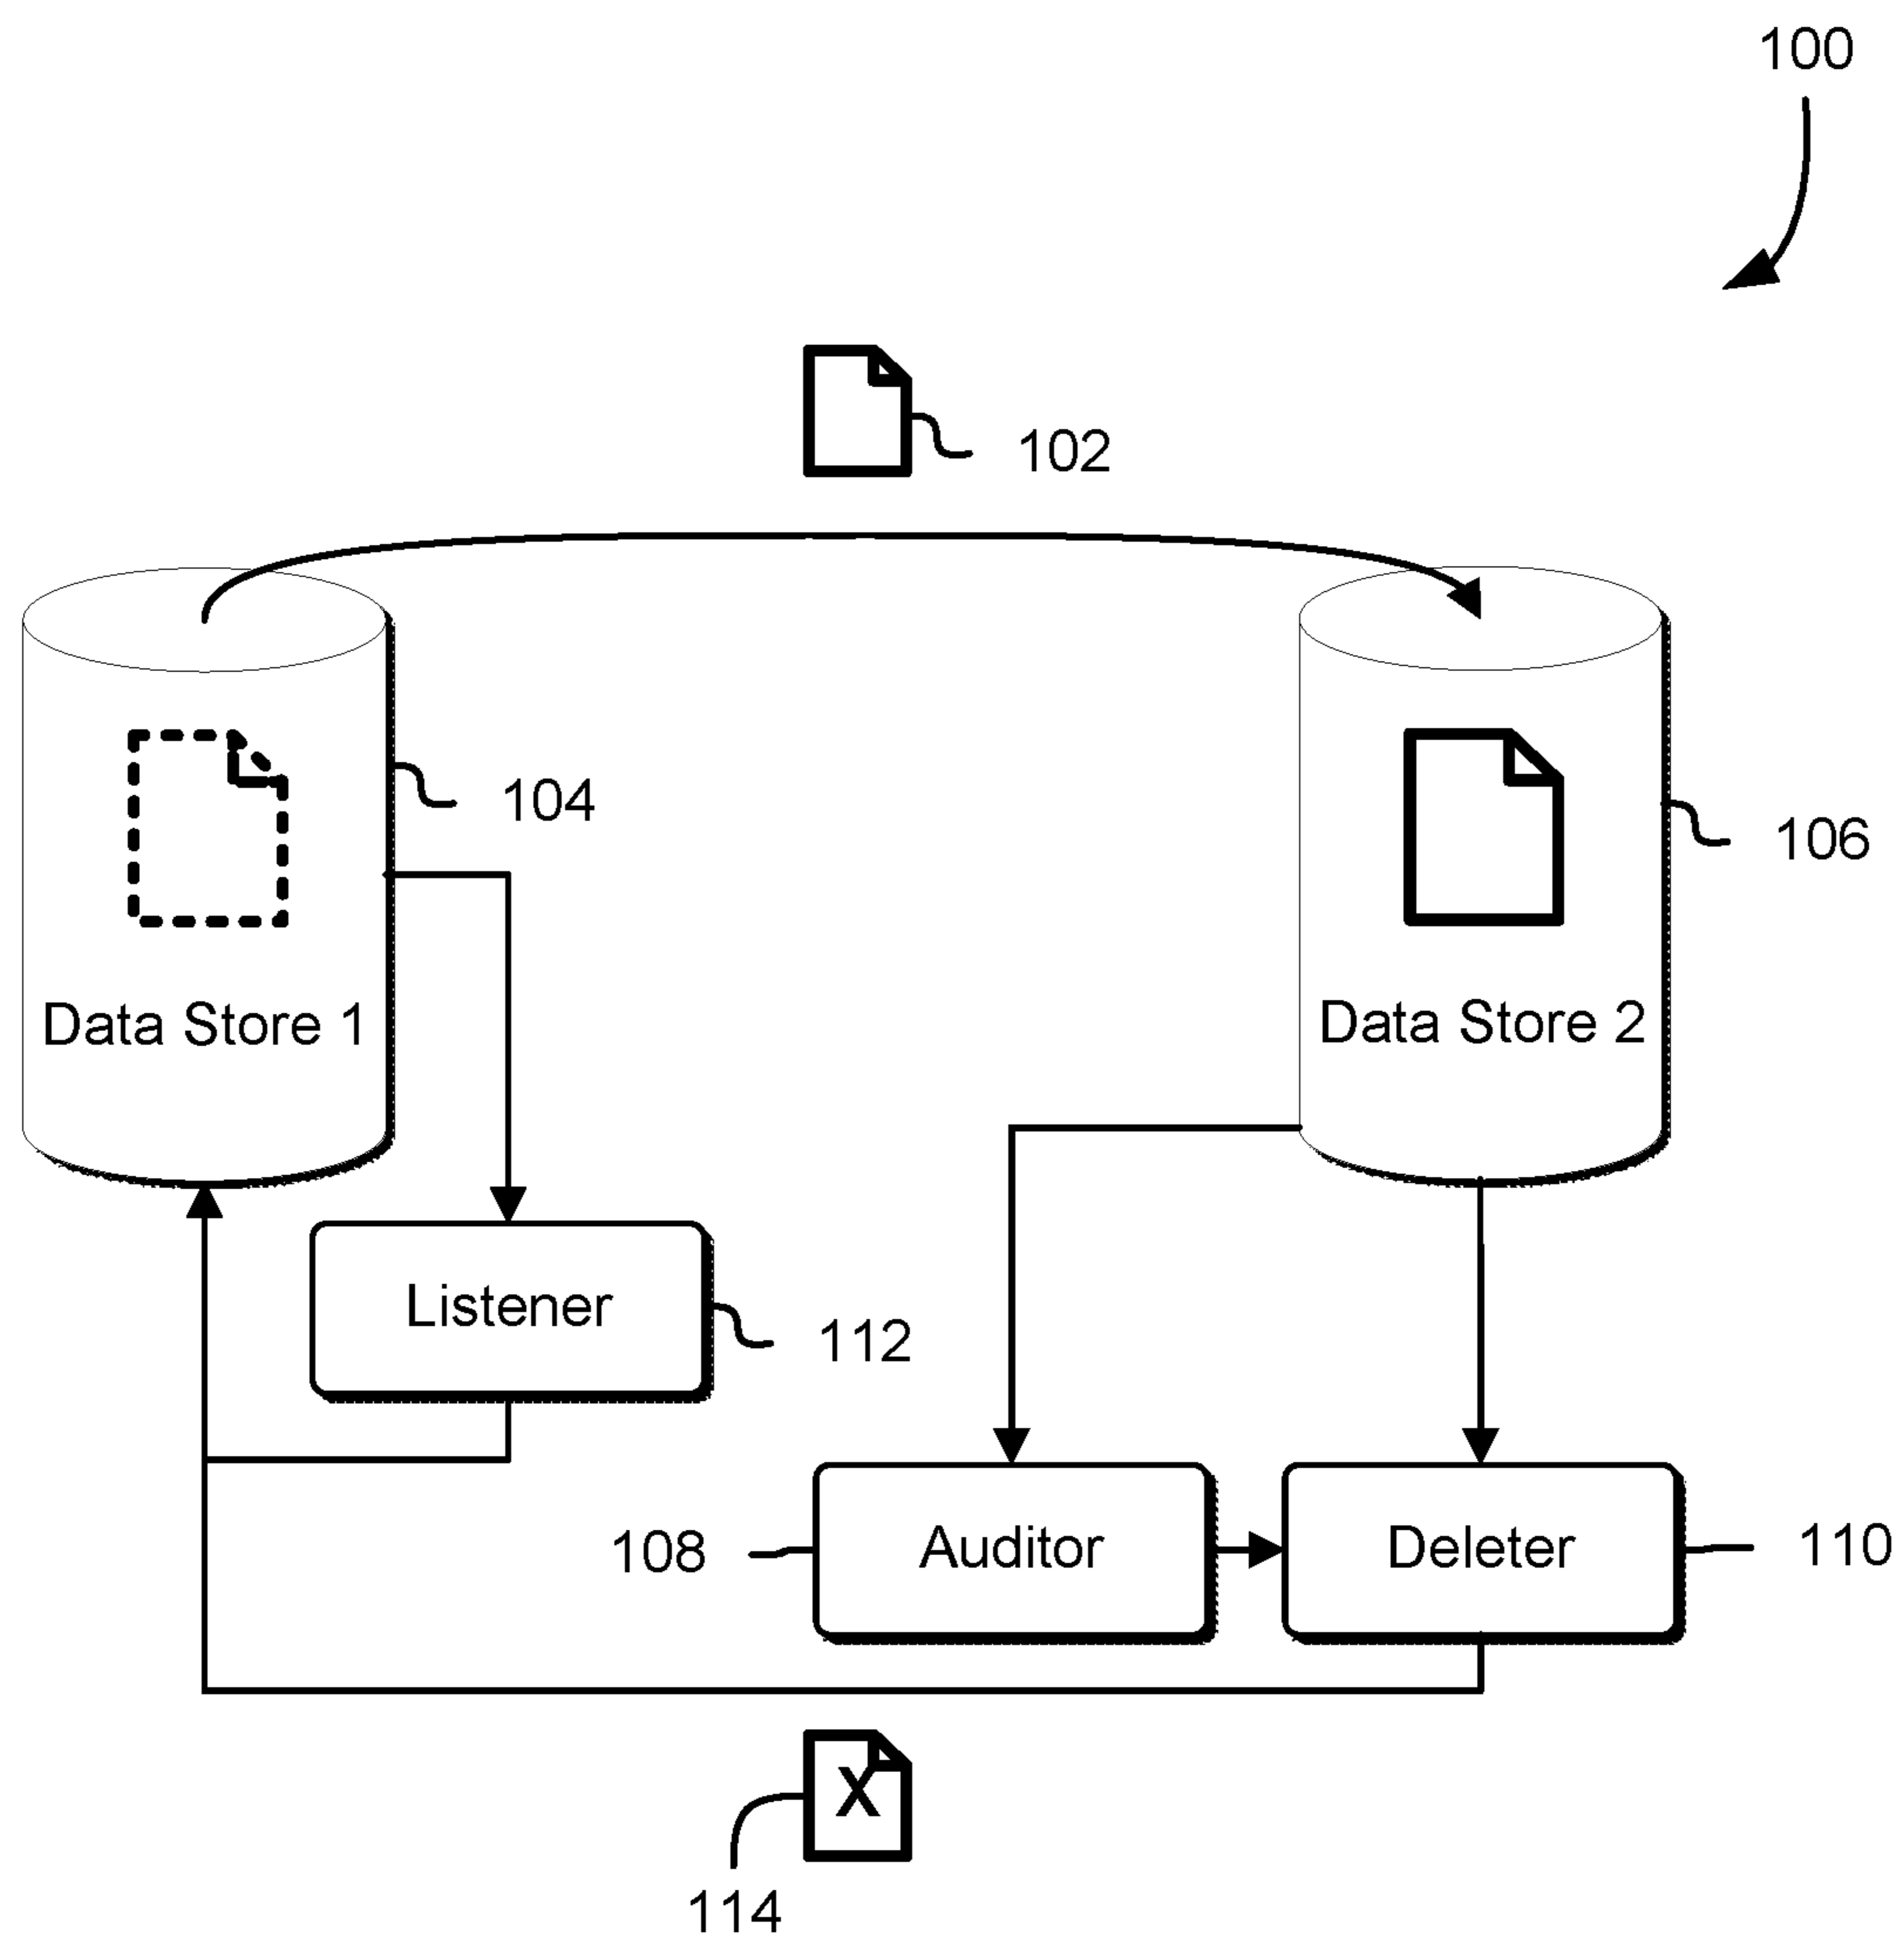 100
102
104
106
Data Store 1
Data Store 2
Listener
112
108
Auditor
Deleter
110
X
114